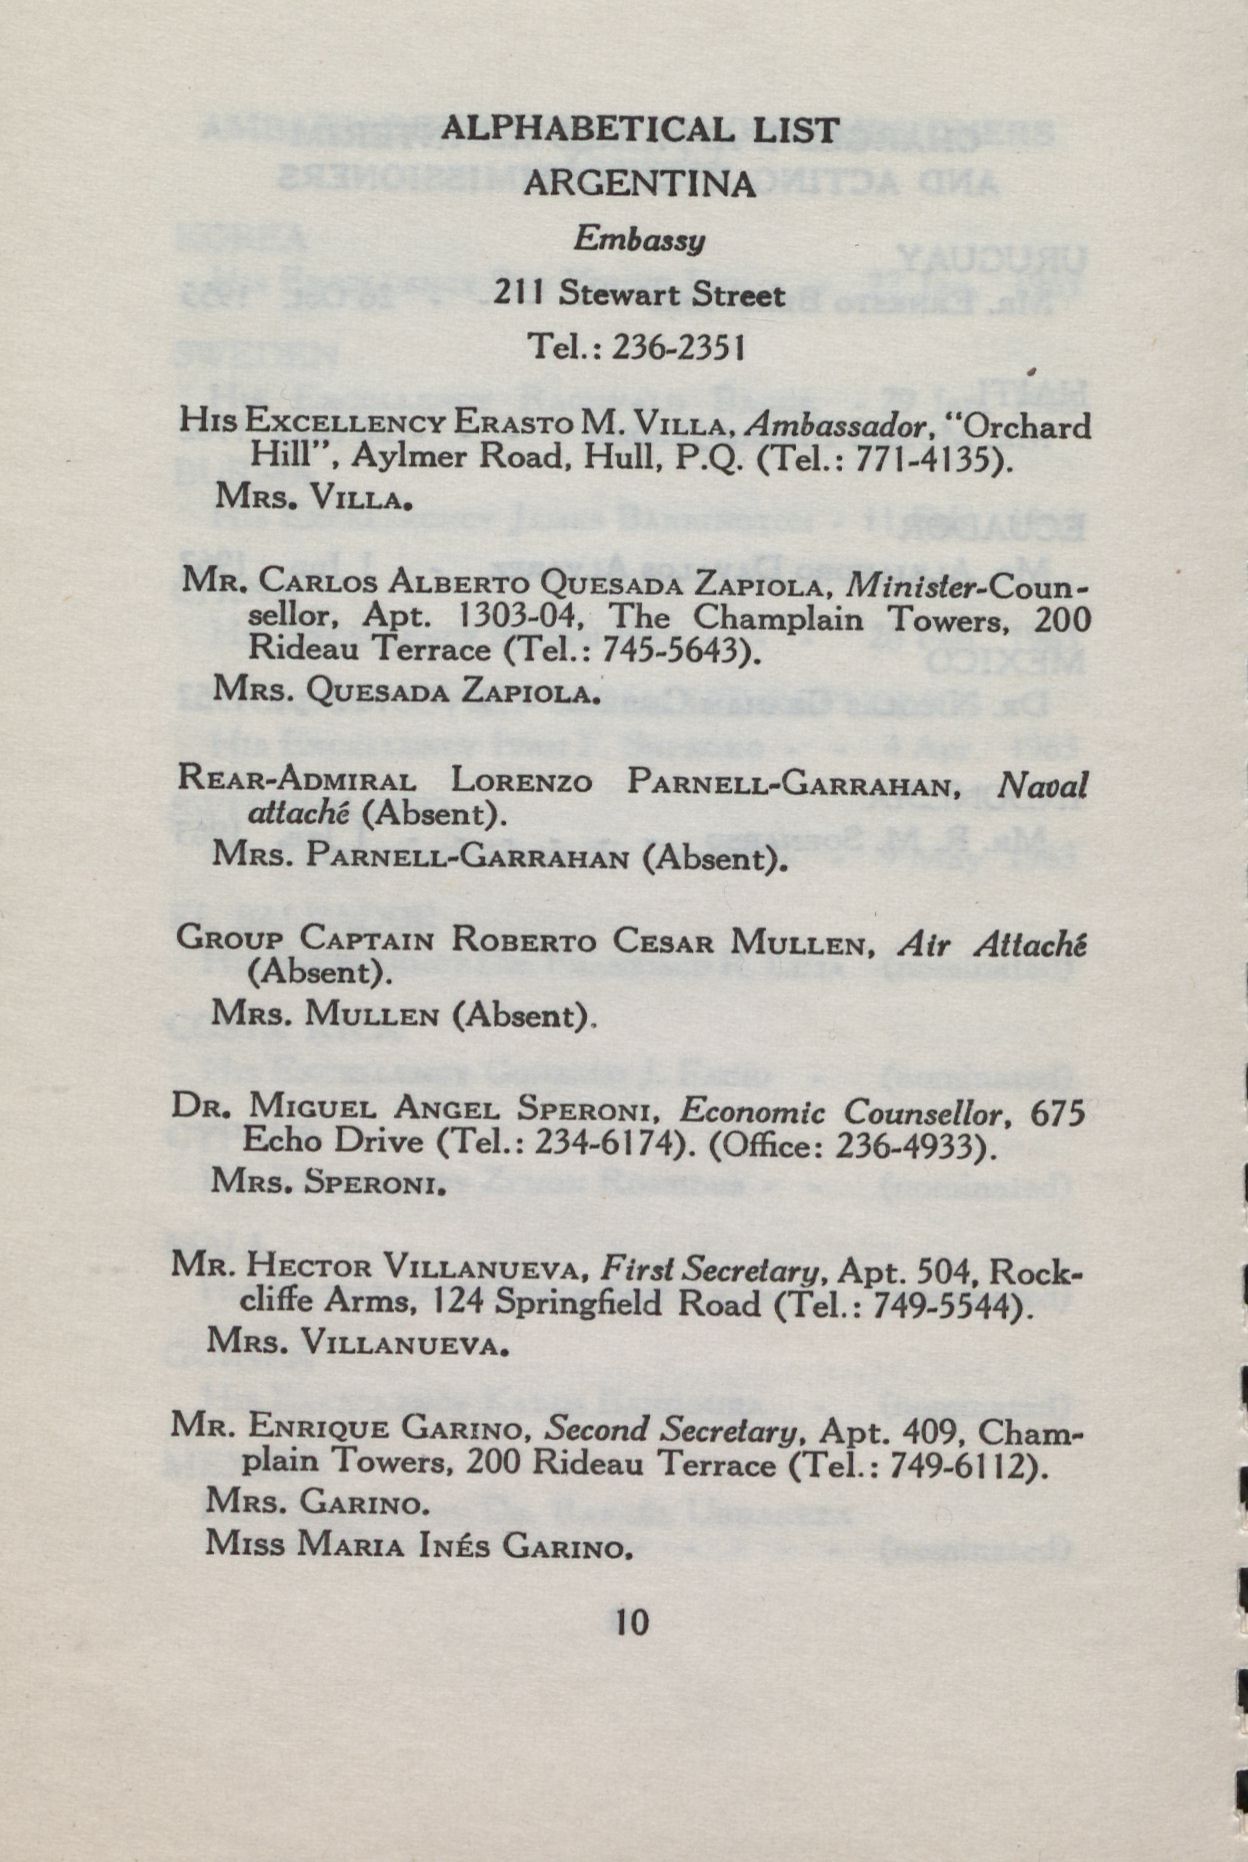 ALPHABETICAL LIST
ARGENTINA
Embassy
211 Stewart Street
Tel.: 236-2351
HIS EXCELLENCY ERASTO M. VILLA, Ambassador, “Orchard
Hill”, Aylmer Road, Hull, P.Q. (Tel.: 771-4135).
MRS. VILLA.
MR. CARLOS ALBERTO QUESADA ZAPIOLA, Minister-Coun-
sellor, Apt. 1303-04, The Champlain Towers, 200
Rideau Terrace (Tel.: 745-5643).
MRS. QUESADA ZAPIOLA.
REAR-ADMIRAL LORENZO PARNELL-GARRAHAN, Naval
attaché (Absent).
MRS. PARNELL-GARRAHAN (Absent).
GROUP CAPTAIN ROBERTO CESAR MULLEN, Air Attaché
(Absent).
MRS. MULLEN (Absent).
DR. MIGUEL ANGEL SPERONI, Economic Counsellor, 675
Echo Drive (Tel.: 234-6174). (Office: 236-4933).
MRS. SPERONI.
MR. HECTOR VILLANUEVA, First Secretary, Apt. 504, Rock-
cliffe Arms, 124 Springfield Road (Tel.: 749-5544).
MRS. VILLANUEVA.
MR. ENRIQUE GARINO, Second Secretary, Apt. 409, Cham-
plain Towers, 200 Rideau Terrace (Tel.: 749-6112).
MRS. GARINO.
MISS MARIA INÉS GARINO.
10